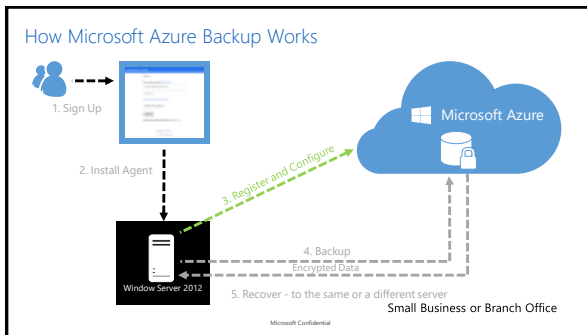 How Microsoft Azure Backup Works
1. Sign Up
Microsoft Azure
2. Install Agent
3. Register and Configure
4. Backup
Encrypted Data
Window Server 2012
5. Recover - to the same or a different server
Small Business or Branch Office
Microsoft Confidential